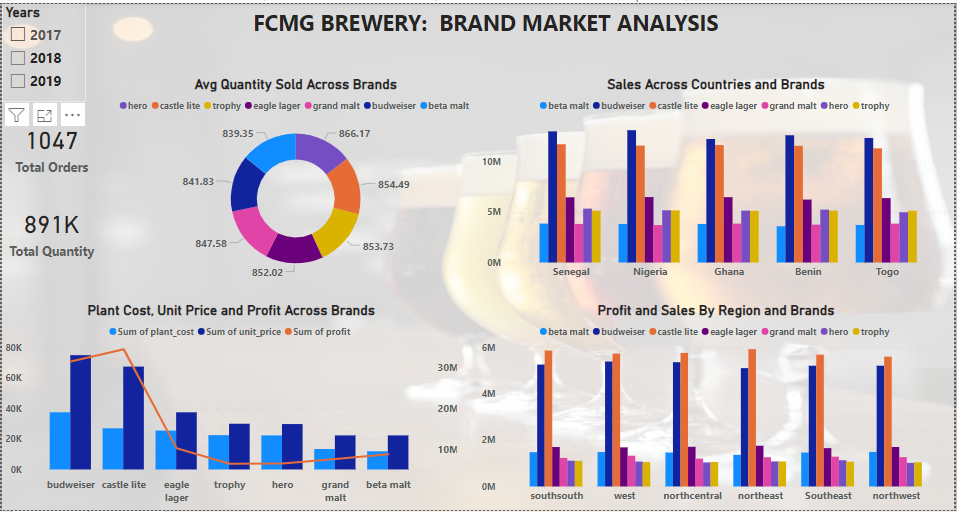 Years
2017
2018
2019
FCMG BREWERY: BRAND MARKET ANALYSIS
1047
Total Orders
891K
Total Quantity
Avg Quantity Sold Across Brands
hero castle lite trophy eagle lager grand malt budweiser beta malt
839.35
866.17
841.83
854.49
847.58
853.73
852.02
Sales Across Countries and Brands
beta malt budweiser castle lite eagle lager grand malt hero trophy
10M
5M
0M
Senegal Nigeria Ghana Benin Togo
Plant Cost, Unit Price and Profit Across Brands
Sum of plant_cost Sum of unit_price Sum of profit
80K
60K
40K
20K
0K
30M
20M
10M
budweiser castle lite eagle lager trophy hero grand malt beta malt
Profit and Sales By Region and Brands
beta malt budweiser castle lite eagle lager grand malt hero trophy
6M
4M
2M
0M
southsouth west northcentral northeast Southeast northwest